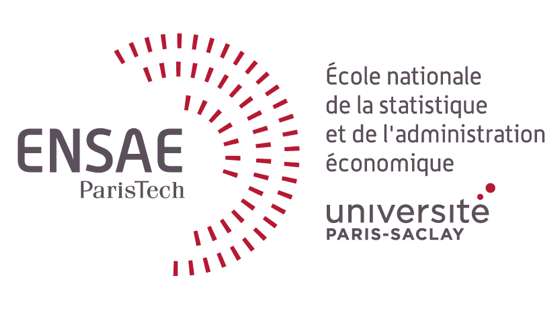 ENSAE
ParisTech
École nationale
de la statistique
et de l'administration
économique
université
PARIS-SACLAY